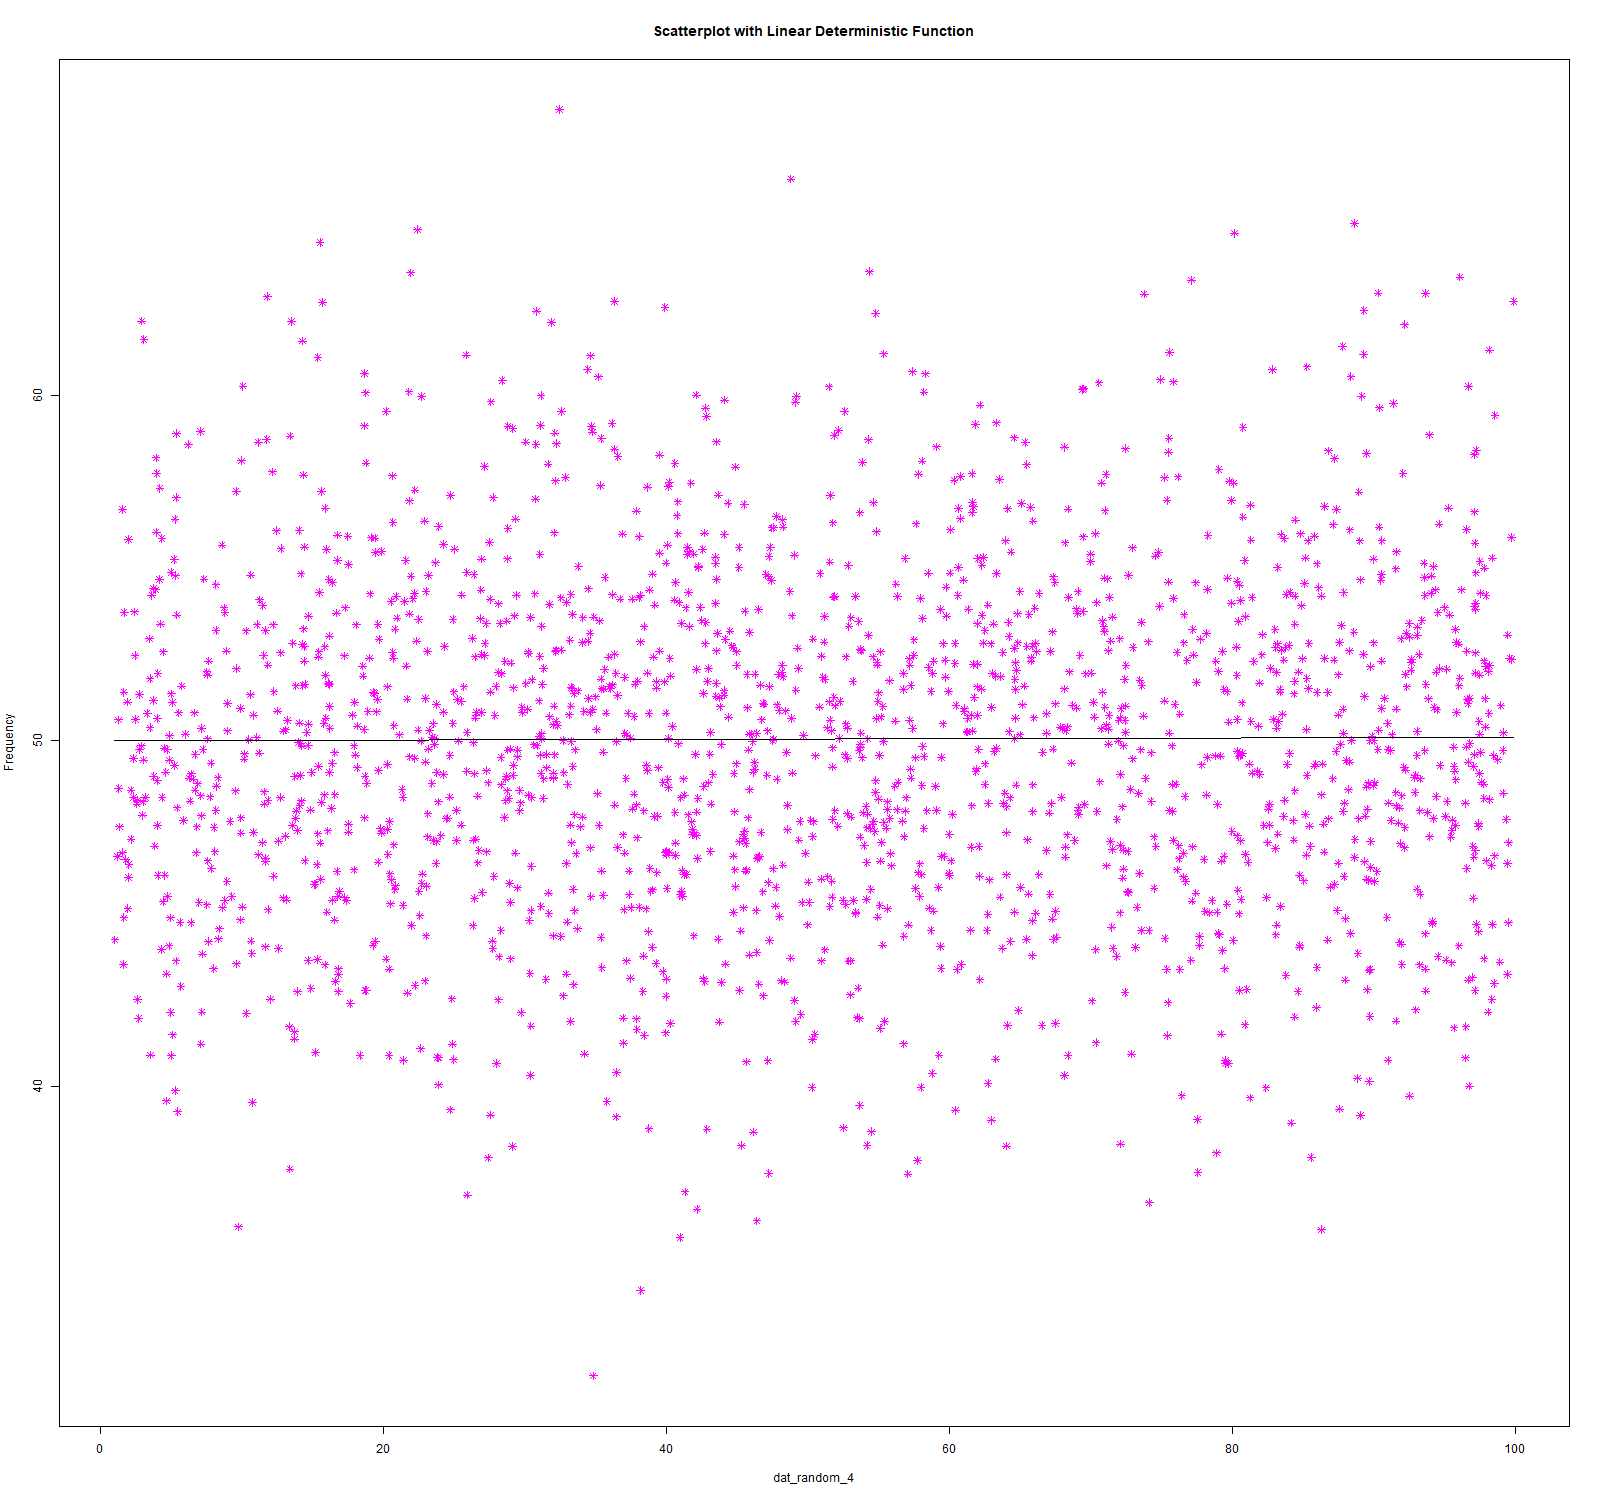 Scatterplot with Linear Deterministic Function
Frequency
60
50
40
0 20 40 60 80 100
dat_random_4